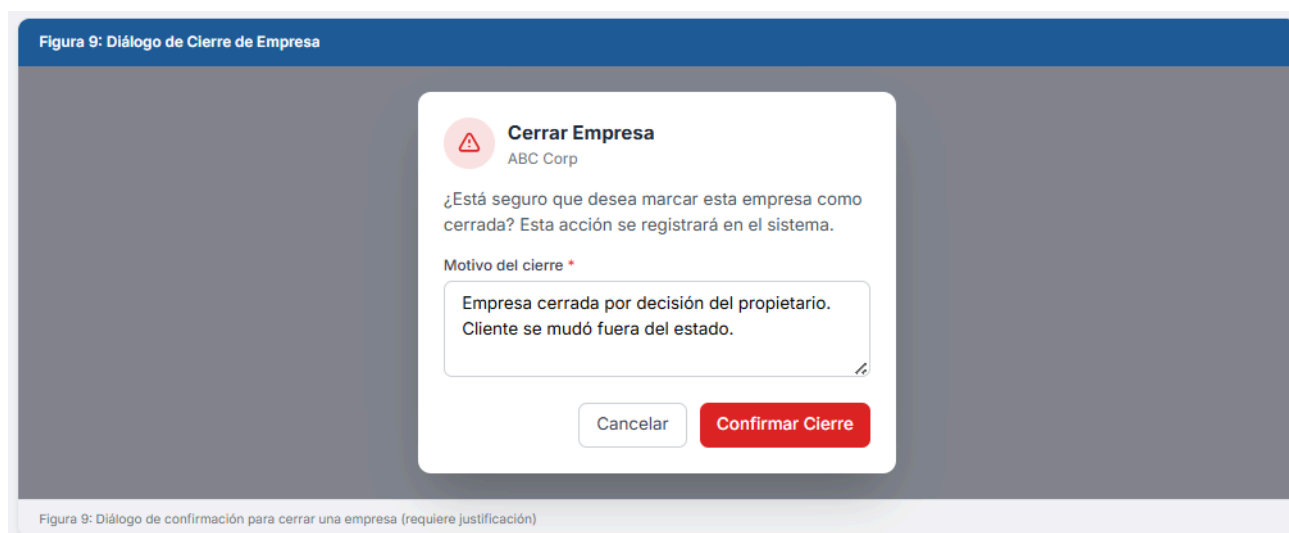 Figura 9: Diálogo de Cierre de Empresa
Cerrar Empresa
ABC Corp
¿Está seguro que desea marcar esta empresa como
cerrada? Esta acción se registrará en el sistema.
Motivo del cierre *
Empresa cerrada por decisión del propietario.
Cliente se mudó fuera del estado.
Cancelar
Confirmar Cierre
Figura 9: Diálogo de confirmación para cerrar una empresa (requiere justificación)